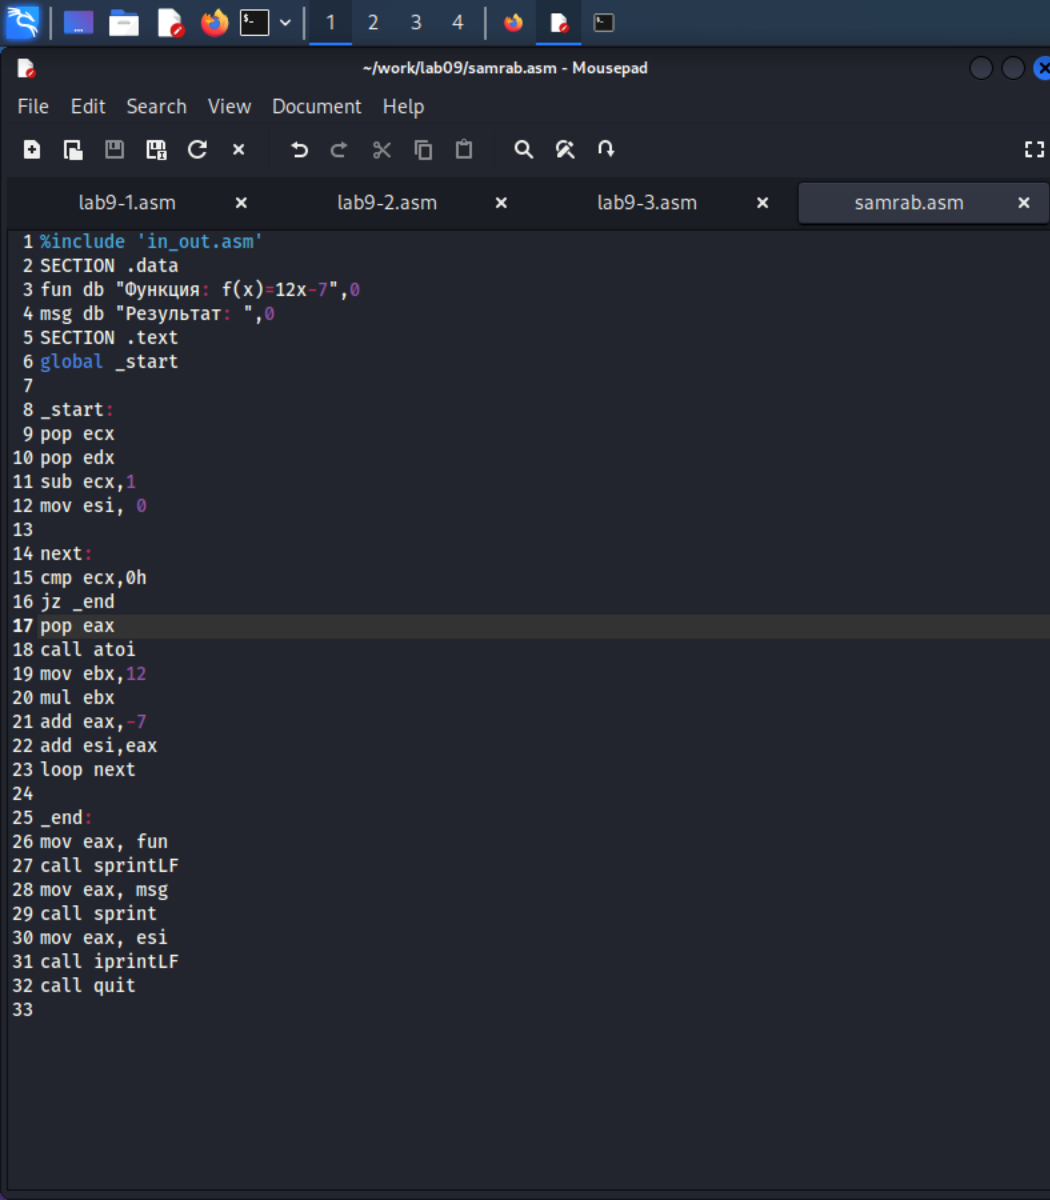 1 2 3 4
~/work/lab09/samrab.asm - Mousepad
File Edit Search View Document Help
lab9-1.asm lab9-2.asm lab9-3.asm samrab.asm
1 %include 'in_out.asm'
2 SECTION .data
3 fun db "Функция: f(x)=12x-7",0
4 msg db "Результат: ",0
5 SECTION .text
6 global _start
7
8 _start:
9 pop ecx
10 pop edx
11 sub ecx,1
12 mov esi, 0
13
14 next:
15 cmp ecx,0h
16 jz _end
17 pop eax
18 call atoi
19 mov ebx,12
20 mul ebx
21 add eax,-7
22 add esi,eax
23 loop next
24
25 _end:
26 mov eax, fun
27 call sprintLF
28 mov eax, msg
29 call sprint
30 mov eax, esi
31 call iprintLF
32 call quit
33